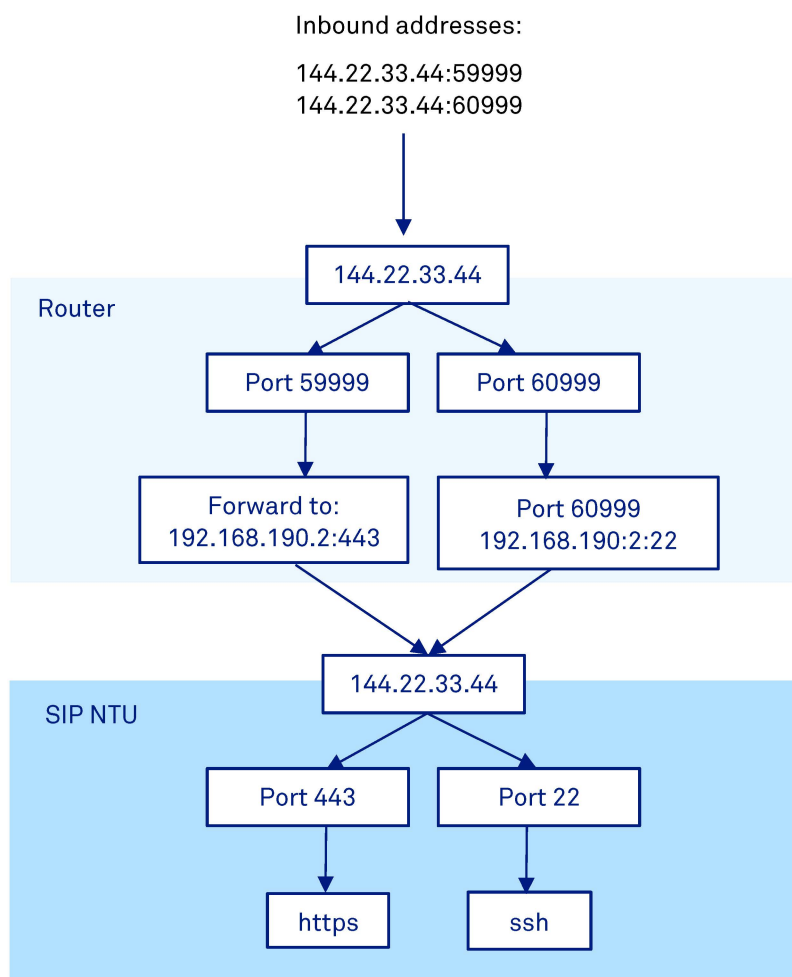 Inbound addresses:
144.22.33.44:59999
144.22.33.44:60999
144.22.33.44
Router
Port 59999
Port 60999
Forward to:
192.168.190.2:443
Port 60999
192.168.190:2:22
144.22.33.44
SIP NTU
Port 443
Port 22
https
ssh